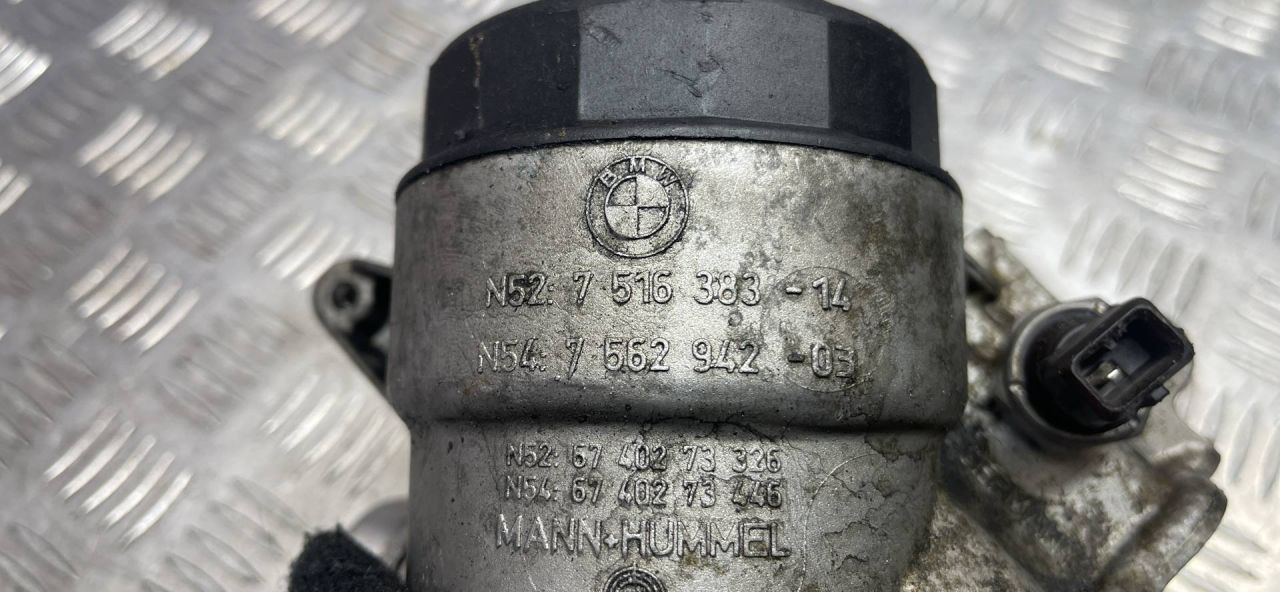 BMW
N52: 7 516 383 -14
N54: 7 562 942 -03
N52: 67 402 73 326
N54: 67 402 73 446
MANN+HUMMEL